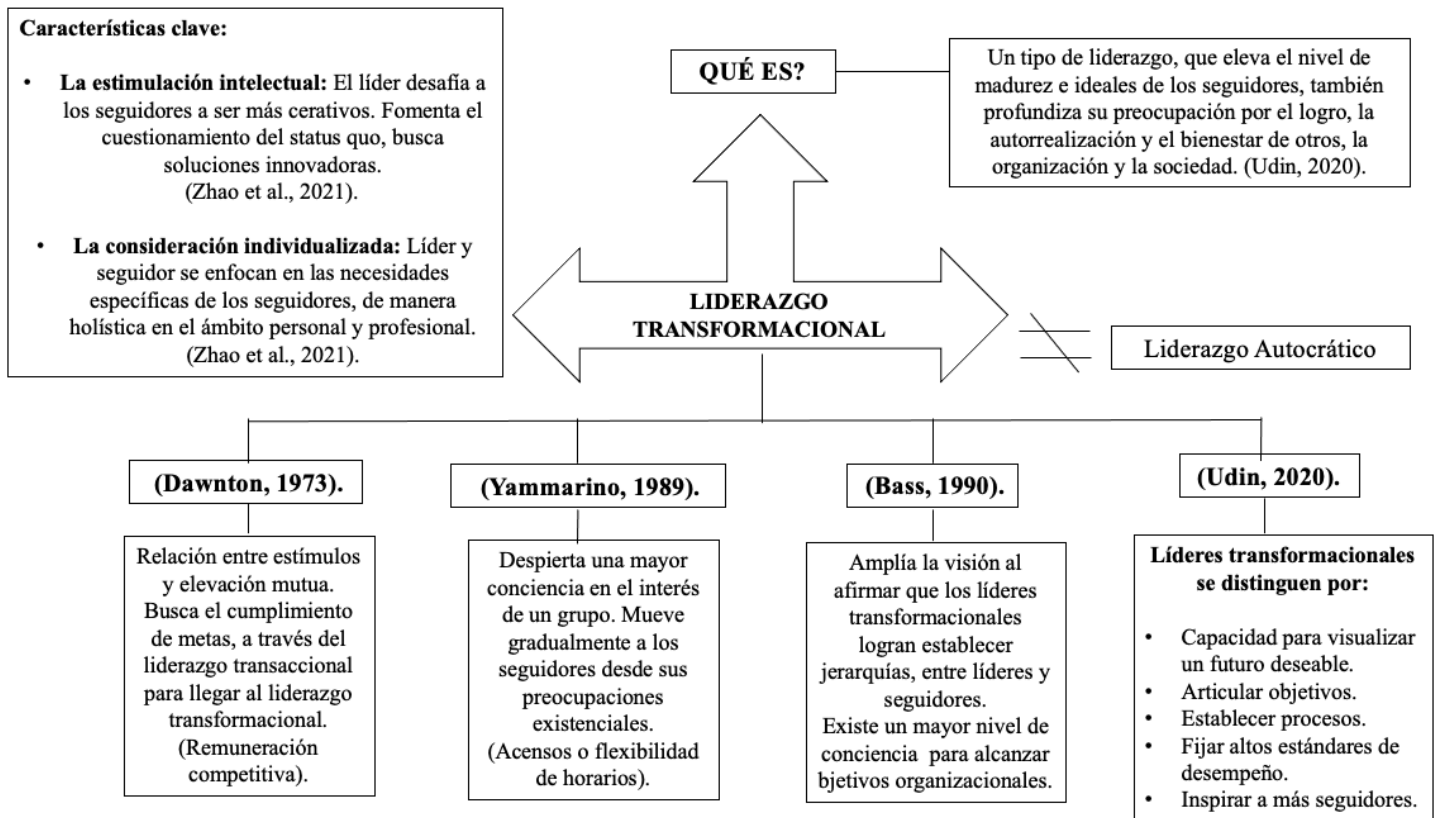 Características clave:
• La estimulación intelectual: El líder desafía a
los seguidores a ser más cerativos. Fomenta el
cuestionamiento del status quo, busca
soluciones innovadoras.
(Zhao et al., 2021).
• La consideración individualizada: Líder y
seguidor se enfocan en las necesidades
específicas de los seguidores, de manera
holística en el ámbito personal y profesional.
(Zhao et al., 2021).
QUÉ ES?
Un tipo de liderazgo, que eleva el nivel de
madurez e ideales de los seguidores, también
profundiza su preocupación por el logro, la
autorrealización y el bienestar de otros, la
organización y la sociedad. (Udin, 2020).
LIDERAZGO
TRANSFORMACIONAL
Liderazgo Autocrático
(Dawnton, 1973).
Relación entre estímulos
y elevación mutua.
Busca el cumplimiento
de metas, a través del
liderazgo transaccional
para llegar al liderazgo
transformacional.
(Remuneración
competitiva).
(Yammarino, 1989).
Despierta una mayor
conciencia en el interés
de un grupo. Mueve
gradualmente a los
seguidores desde sus
preocupaciones
existenciales.
(Acensos o flexibilidad
de horarios).
(Bass, 1990).
Amplía la visión al
afirmar que los líderes
transformacionales
logran establecer
jerarquías, entre líderes y
seguidores.
Existe un mayor nivel de
conciencia para alcanzar
bjetivos organizacionales.
(Udin, 2020).
Líderes transformacionales
se distinguen por:
• Capacidad para visualizar
un futuro deseable.
• Articular objetivos.
• Establecer procesos.
• Fijar altos estándares de
desempeño.
• Inspirar a más seguidores.